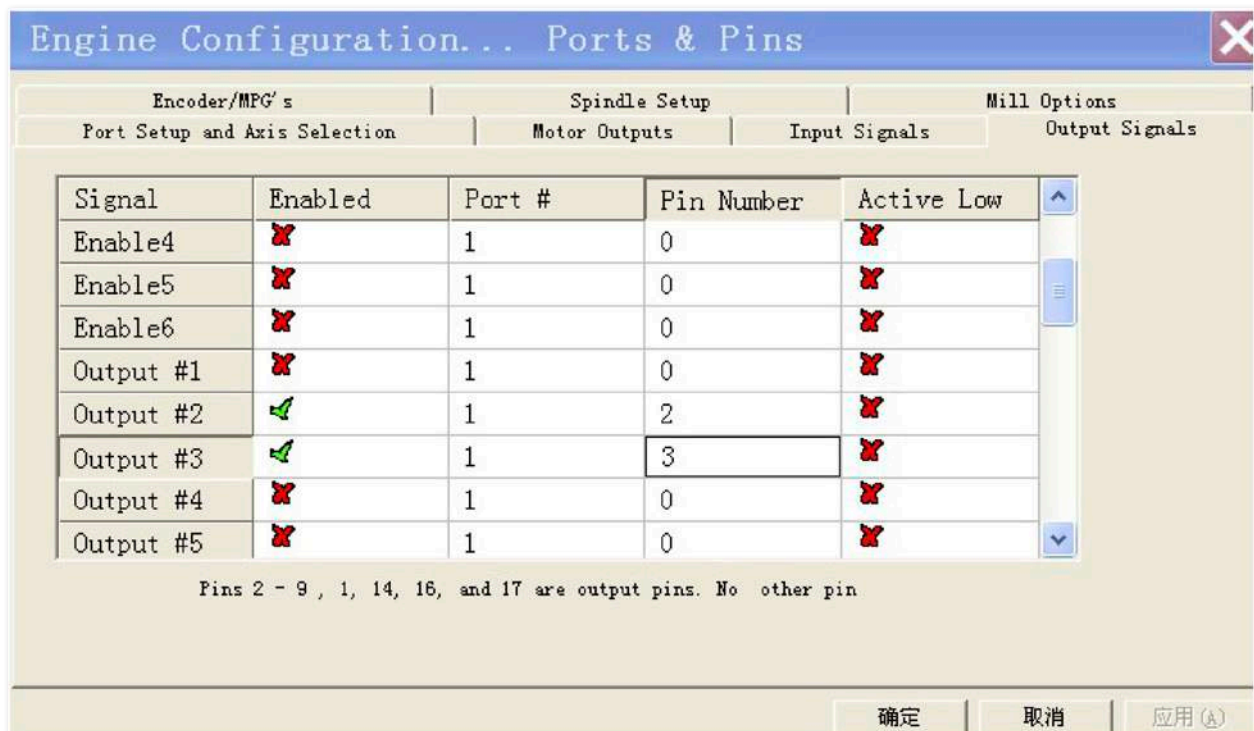 Engine Configuration... Ports & Pins
Encoder/MPG's Spindle Setup Mill Options
Port Setup and Axis Selection Motor Outputs Input Signals Output Signals
Signal Enabled Port # Pin Number Active Low
Enable4 1 0
Enable5 1 0
Enable6 1 0
Output #1 1 0
Output #2 1 2
Output #3 1 3
Output #4 1 0
Output #5 1 0
Pins 2 - 9 , 1, 14, 16, and 17 are output pins. No other pin
确定 取消 应用(A)